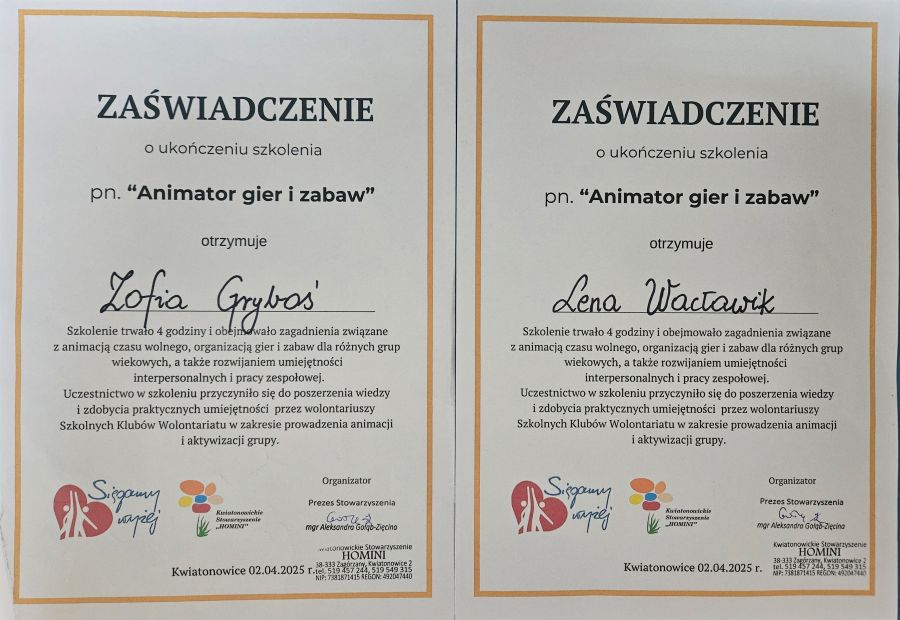 ZAŚWIADCZENIE
o ukończeniu szkolenia
pn. “Animator gier i zabaw”
otrzymuje
Zofia Gryboś
Szkolenie trwało 4 godziny i obejmowało zagadnienia związane
z animacją czasu wolnego, organizacją gier i zabaw dla różnych grup
wiekowych, a także rozwijaniem umiejętności
interpersonalnych i pracy zespołowej.
Uczestnictwo w szkoleniu przyczyniło się do poszerzenia wiedzy
i zdobycia praktycznych umiejętności przez wolontariuszy
Szkolnych Klubów Wolontariatu w zakresie prowadzenia animacji
i aktywizacji grupy.
Sięgamy
wyżej
Kwiatonowickie
Stowarzyszenie
„HOMINI”
Organizator
Prezes Stowarzyszenia
mgr Aleksandra Gołąb-Zięcina
Kwiatonowickie Stowarzyszenie
HOMINI
38-333 Zagórzany, Kwiatonowice 2
tel. 519 457 244, 519 549 315
NIP: 7381871415 REGON: 492047440
Kwiatonowice 02.04.2025 r.
ZAŚWIADCZENIE
o ukończeniu szkolenia
pn. “Animator gier i zabaw”
otrzymuje
Lena Wacławik
Szkolenie trwało 4 godziny i obejmowało zagadnienia związane
z animacją czasu wolnego, organizacją gier i zabaw dla różnych grup
wiekowych, a także rozwijaniem umiejętności
interpersonalnych i pracy zespołowej.
Uczestnictwo w szkoleniu przyczyniło się do poszerzenia wiedzy
i zdobycia praktycznych umiejętności przez wolontariuszy
Szkolnych Klubów Wolontariatu w zakresie prowadzenia animacji
i aktywizacji grupy.
Sięgamy
wyżej
Kwiatonowickie
Stowarzyszenie
„HOMINI”
Organizator
Prezes Stowarzyszenia
mgr Aleksandra Gołąb-Zięcina
Kwiatonowickie Stowarzyszenie
HOMINI
38-333 Zagórzany, Kwiatonowice 2
tel. 519 457 244, 519 549 315
NIP: 7381871415 REGON: 492047440
Kwiatonowice 02.04.2025 r.